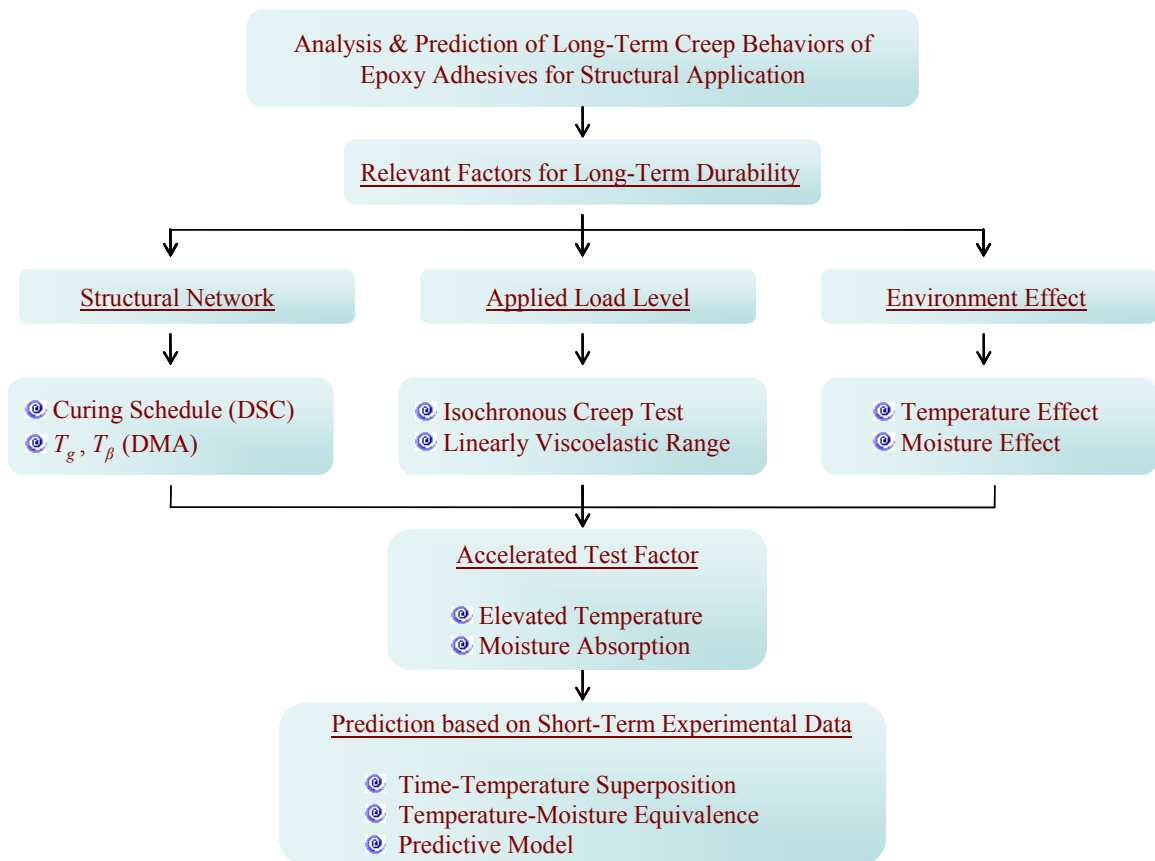 Analysis & Prediction of Long-Term Creep Behaviors of
Epoxy Adhesives for Structural Application
Relevant Factors for Long-Term Durability
Structural Network
Applied Load Level
Environment Effect
Curing Schedule (DSC)
T_g , T_β (DMA)
Isochronous Creep Test
Linearly Viscoelastic Range
Temperature Effect
Moisture Effect
Accelerated Test Factor
Elevated Temperature
Moisture Absorption
Prediction based on Short-Term Experimental Data
Time-Temperature Superposition
Temperature-Moisture Equivalence
Predictive Model